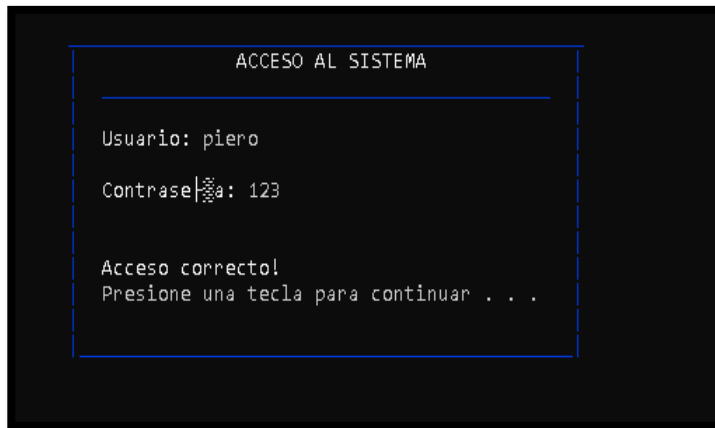 ACCESO AL SISTEMA
Usuario: piero
Contrase├▒a: 123
Acceso correcto!
Presione una tecla para continuar . . .